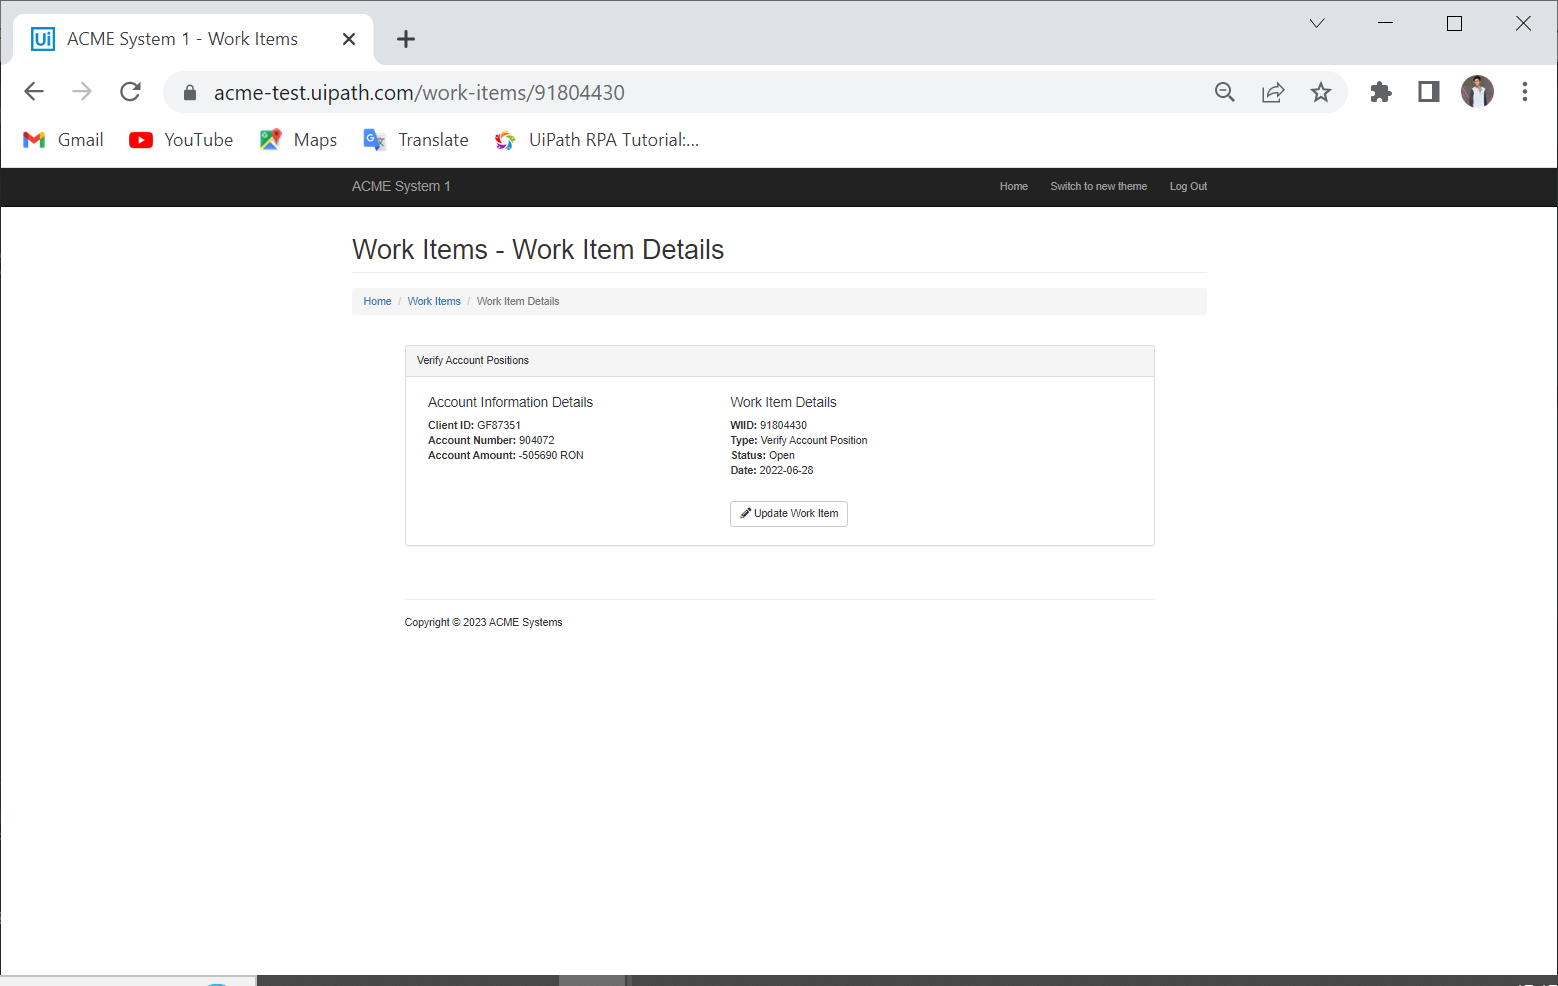 Ui ACME System 1 - Work Items
acme-test.uipath.com/work-items/91804430
Gmail YouTube Maps Translate UiPath RPA Tutorial:...
ACME System 1 Home Switch to new theme Log Out
Work Items - Work Item Details
Home / Work Items / Work Item Details
Verify Account Positions
Account Information Details
Client ID: GF87351
Account Number: 904072
Account Amount: -505690 RON
Work Item Details
WIID: 91804430
Type: Verify Account Position
Status: Open
Date: 2022-06-28
Update Work Item
Copyright © 2023 ACME Systems